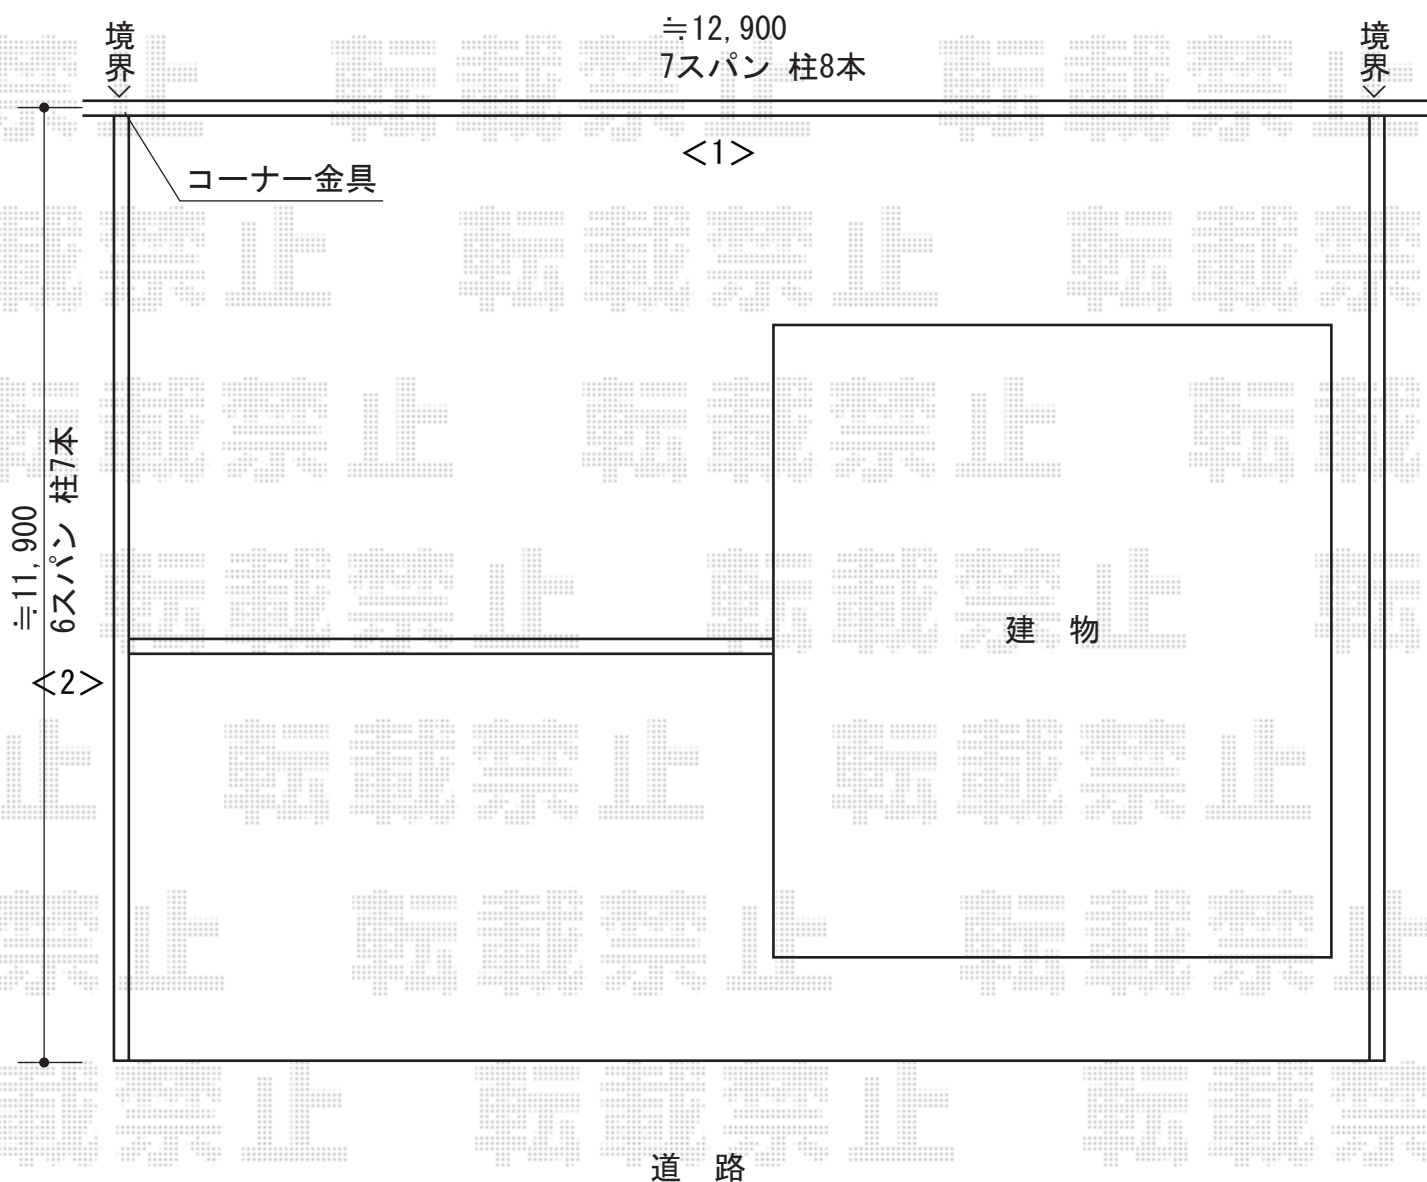 境界
≒12,900
7スパン 柱8本
境界
<1>
コーナー金具
≒11,900
6スパン 柱7本
<2>
建 物
道 路
転載禁止